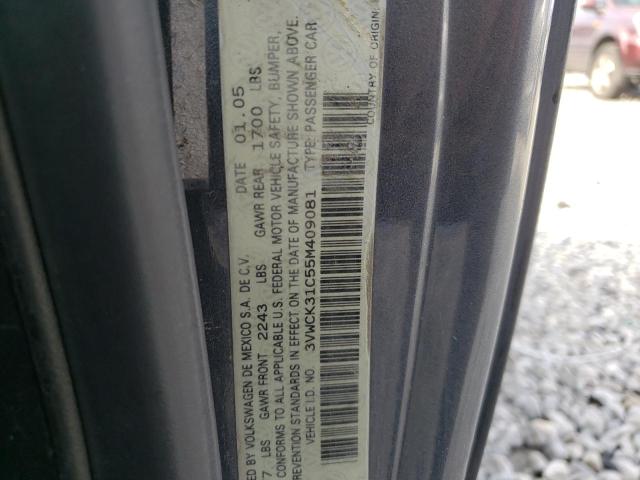 ED BY VOLKSWAGEN DE MEXICO S.A. DE C.V. DATE 01.05
7 LBS GAWR FRONT 2243 LBS GAWR REAR 1700 LBS
CONFORMS TO ALL APPLICABLE U.S. FEDERAL MOTOR VEHICLE SAFETY, BUMPER,
REVENTION STANDARDS IN EFFECT ON THE DATE OF MANUFACTURE SHOWN ABOVE.
VEHICLE I.D. NO. 3VWCK31C55M409081 TYPE: PASSENGER CAR
COUNTRY OF ORIGIN: